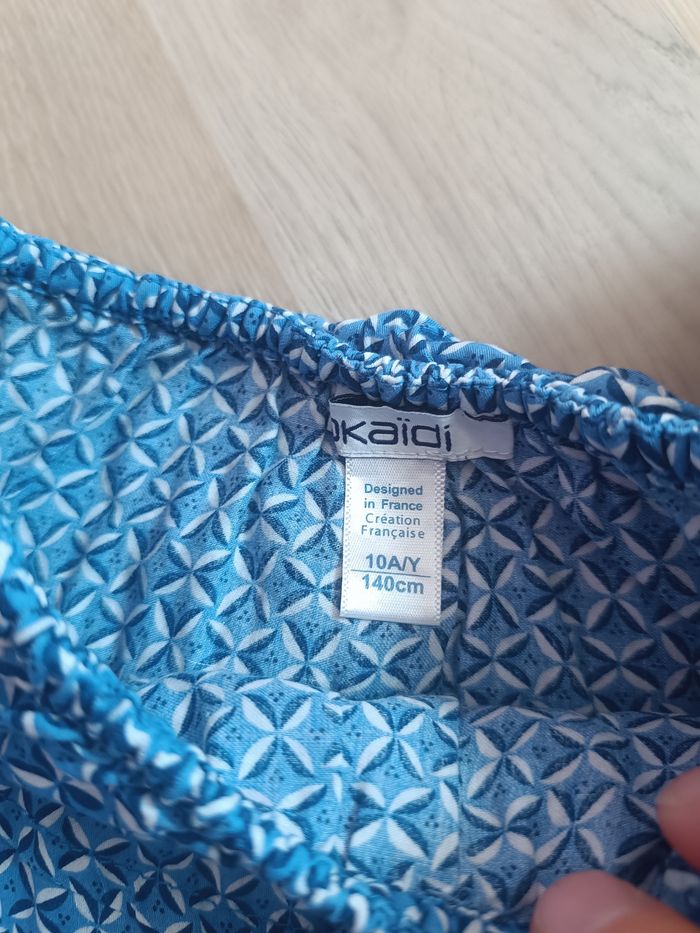 okaïdi
Designed
in France
Création
Française
10A/Y
140cm